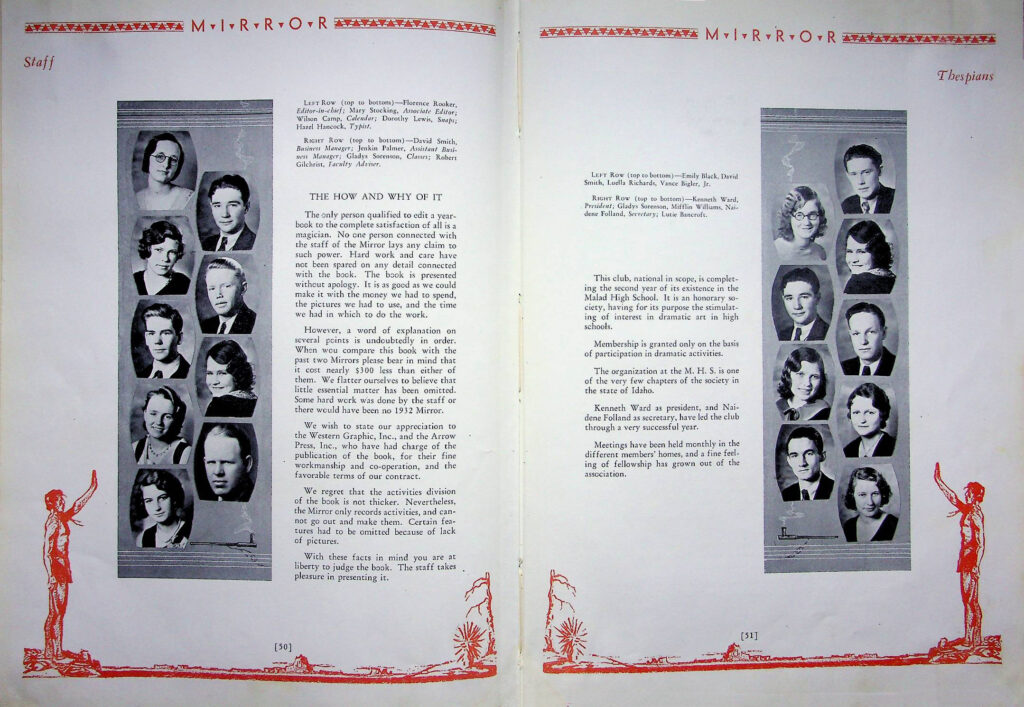 M·I·R·R·O·R
Staff
LEFT ROW (top to bottom)—Florence Rooker,
Editor-in-chief; Mary Stocking, Associate Editor;
Wilson Camp, Calendar; Dorothy Lewis, Snaps;
Hazel Hancock, Typist.
RIGHT ROW (top to bottom)—David Smith,
Business Manager; Jenkin Palmer, Assistant Busi-
ness Manager; Gladys Sorenson, Classes; Robert
Gilchrist, Faculty Adviser.
THE HOW AND WHY OF IT
The only person qualified to edit a year-
book to the complete satisfaction of all is a
magician. No one person connected with
the staff of the Mirror lays any claim to
such power. Hard work and care have
not been spared on any detail connected
with the book. The book is presented
without apology. It is as good as we could
make it with the money we had to spend,
the pictures we had to use, and the time
we had in which to do the work.
However, a word of explanation on
several points is undoubtedly in order.
When wou compare this book with the
past two Mirrors please bear in mind that
it cost nearly $300 less than either of
them. We flatter ourselves to believe that
little essential matter has been omitted.
Some hard work was done by the staff or
there would have been no 1932 Mirror.
We wish to state our appreciation to
the Western Graphic, Inc., and the Arrow
Press, Inc., who have had charge of the
publication of the book, for their fine
workmanship and co-operation, and the
favorable terms of our contract.
We regret that the activities division
of the book is not thicker. Nevertheless,
the Mirror only records activities, and can-
not go out and make them. Certain fea-
tures had to be omitted because of lack
of pictures.
With these facts in mind you are at
liberty to judge the book. The staff takes
pleasure in presenting it.
[50]
M·I·R·R·O·R
Thespians
LEFT ROW (top to bottom)—Emily Black, David
Smith, Luella Richards, Vance Bigler, Jr.
RIGHT ROW (top to bottom)—Kenneth Ward,
President; Gladys Sorenson, Mifflin Williams, Nai-
dene Folland, Secretary; Lutie Bancroft.
This club, national in scope, is complet-
ing the second year of its existence in the
Malad High School. It is an honorary so-
ciety, having for its purpose the stimulat-
ing of interest in dramatic art in high
schools.
Membership is granted only on the basis
of participation in dramatic activities.
The organization at the M. H. S. is one
of the very few chapters of the society in
the state of Idaho.
Kenneth Ward as president, and Nai-
dene Folland as secretary, have led the club
through a very successful year.
Meetings have been held monthly in the
different members' homes, and a fine feel-
ing of fellowship has grown out of the
association.
[51]